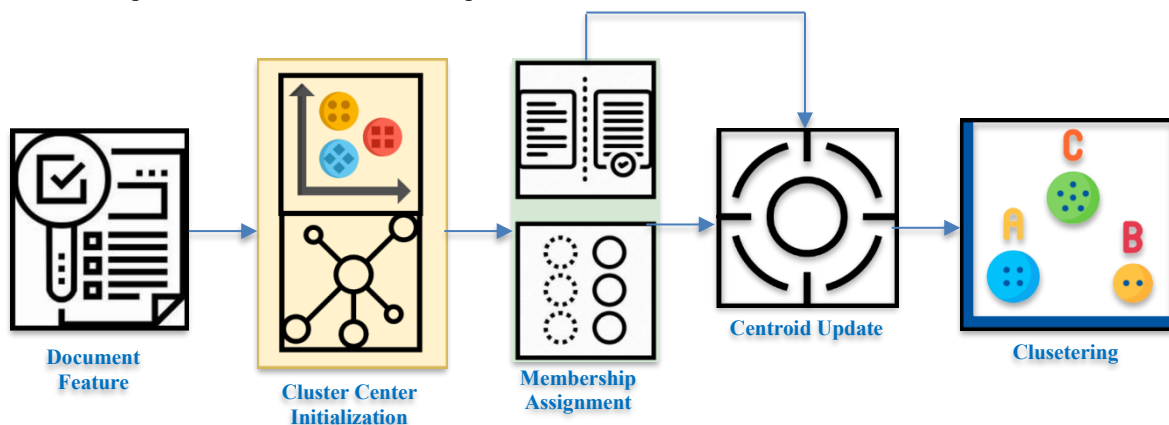 Document
Feature
Cluster Center
Initialization
Membership
Assignment
Centroid Update
C
A
B
Clusetering